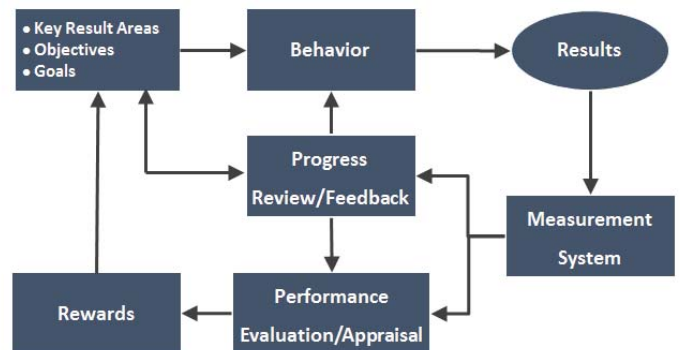 • Key Result Areas
• Objectives
• Goals
Behavior
Results
Progress
Review/Feedback
Measurement
System
Rewards
Performance
Evaluation/Appraisal